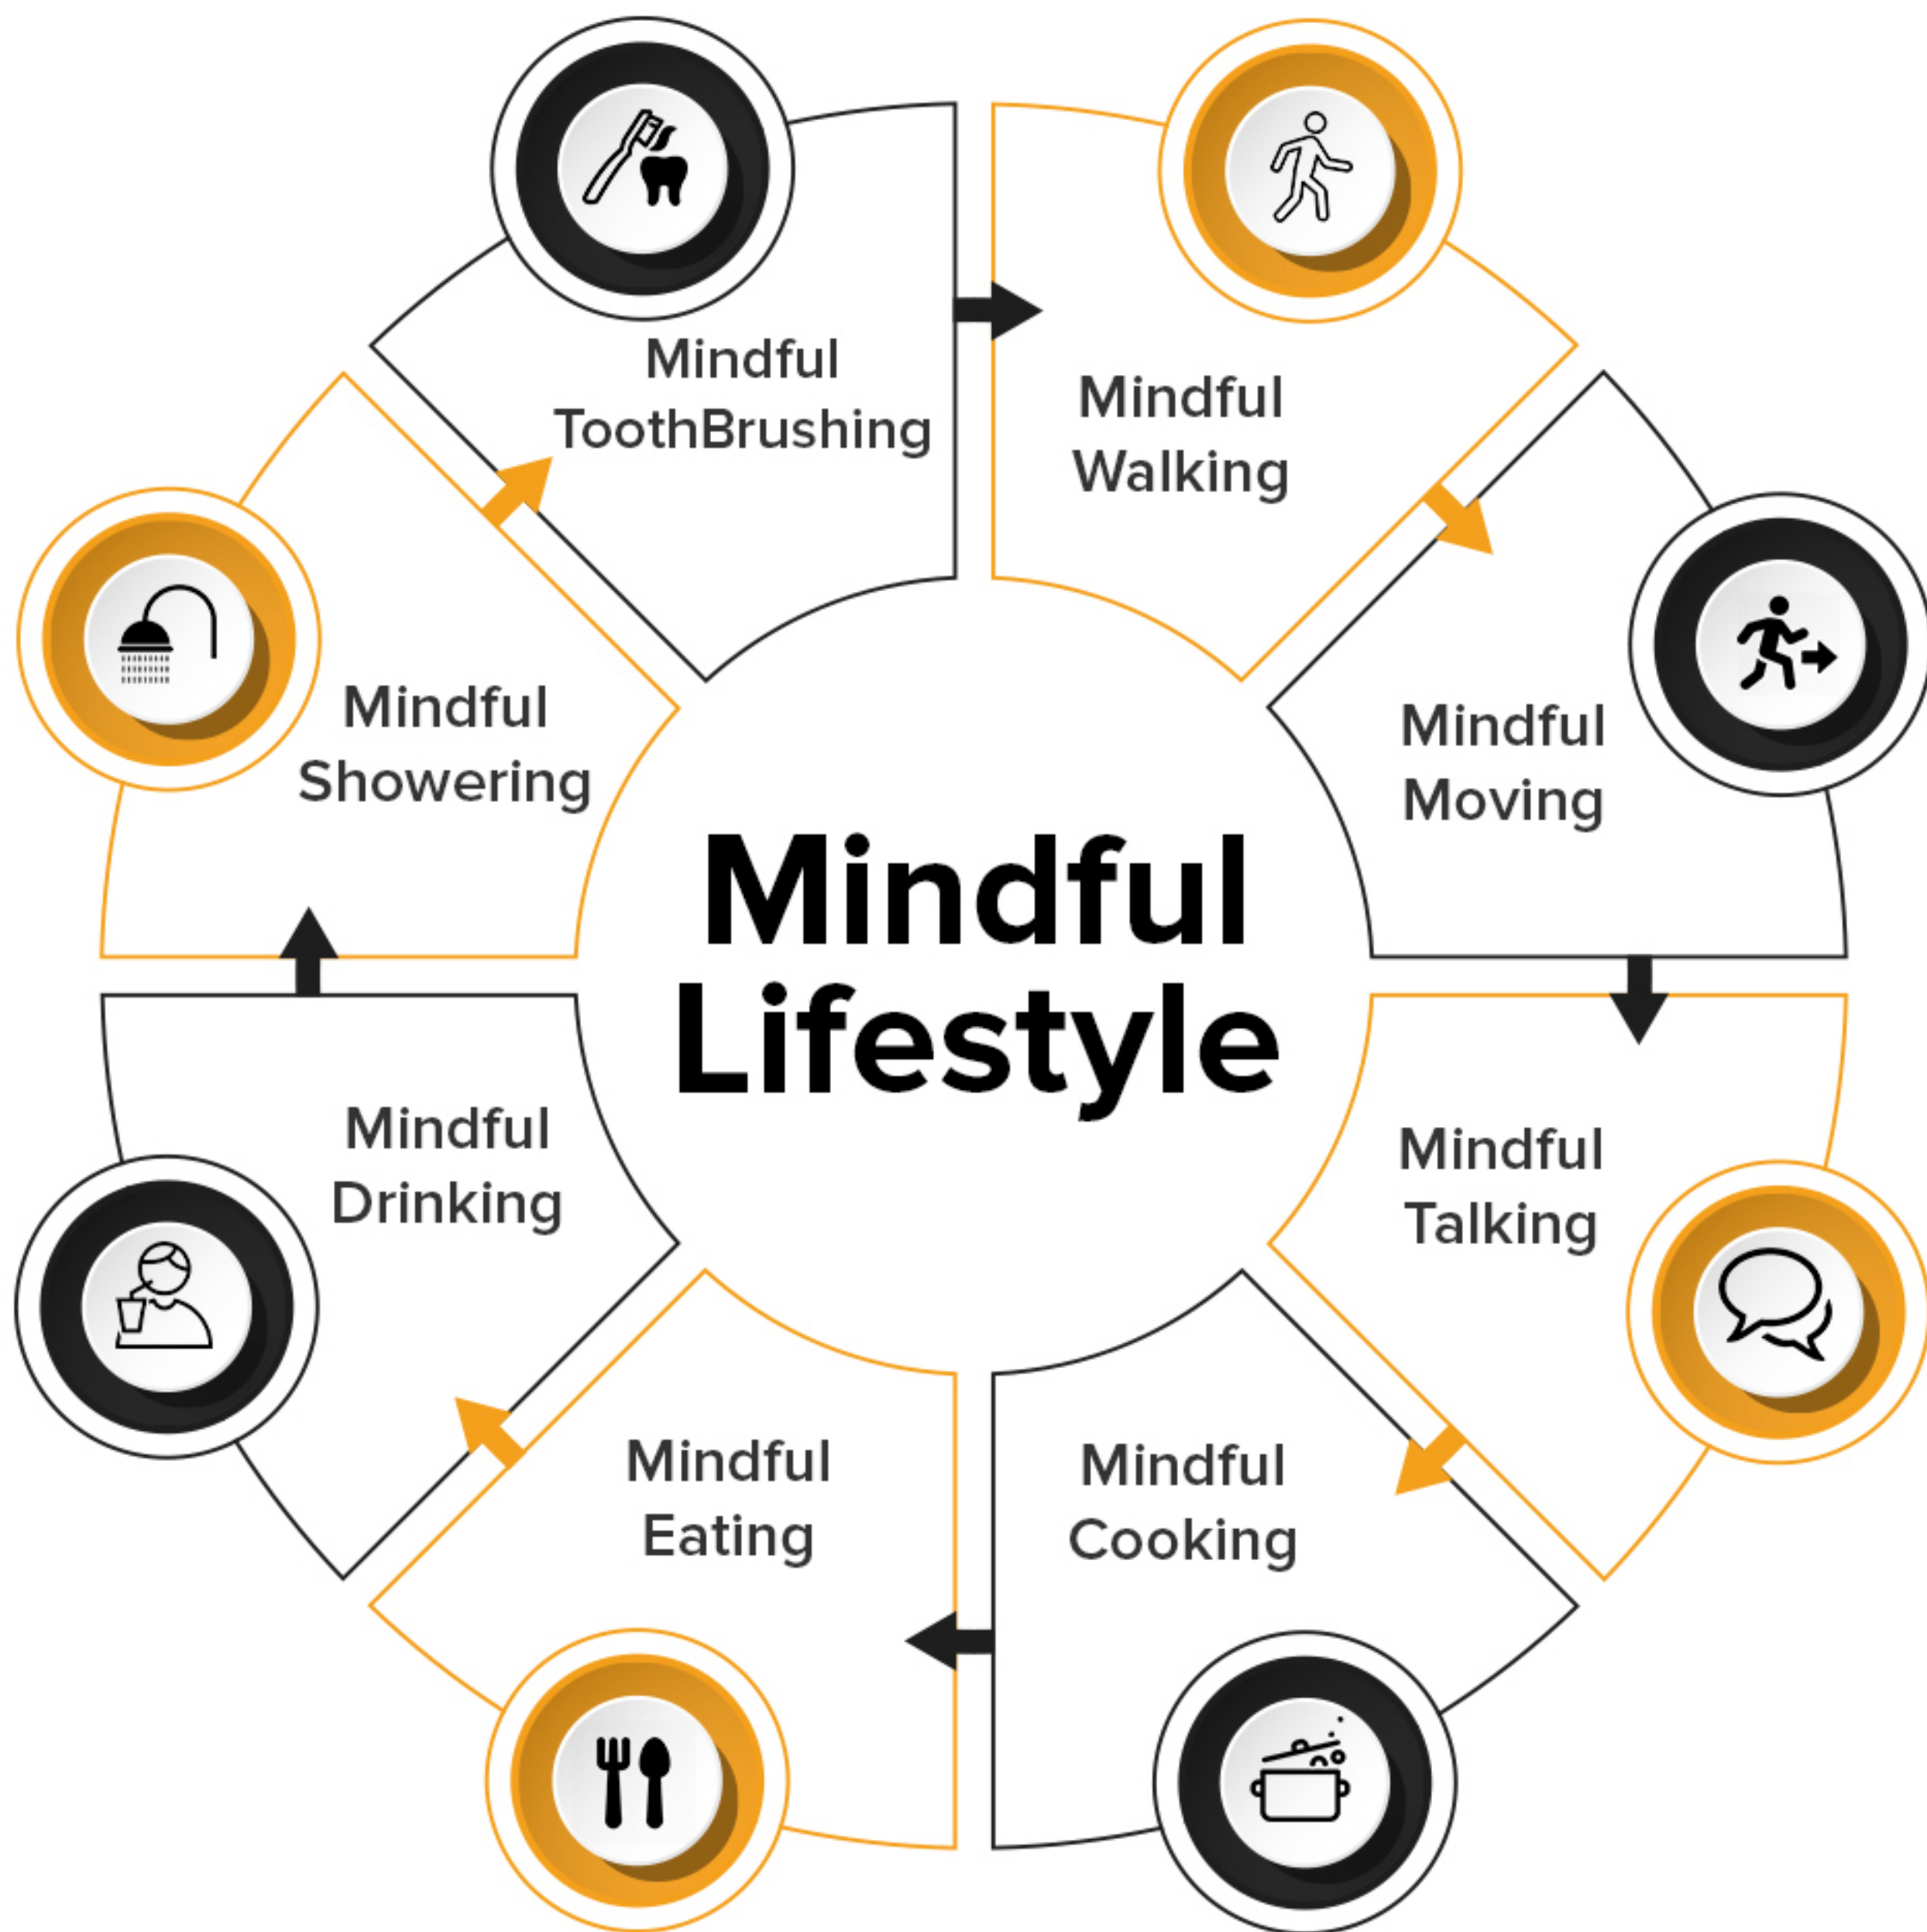 Mindful
ToothBrushing
Mindful
Walking
Mindful
Moving
Mindful
Talking
Mindful
Cooking
Mindful
Eating
Mindful
Drinking
Mindful
Showering
Mindful
Lifestyle